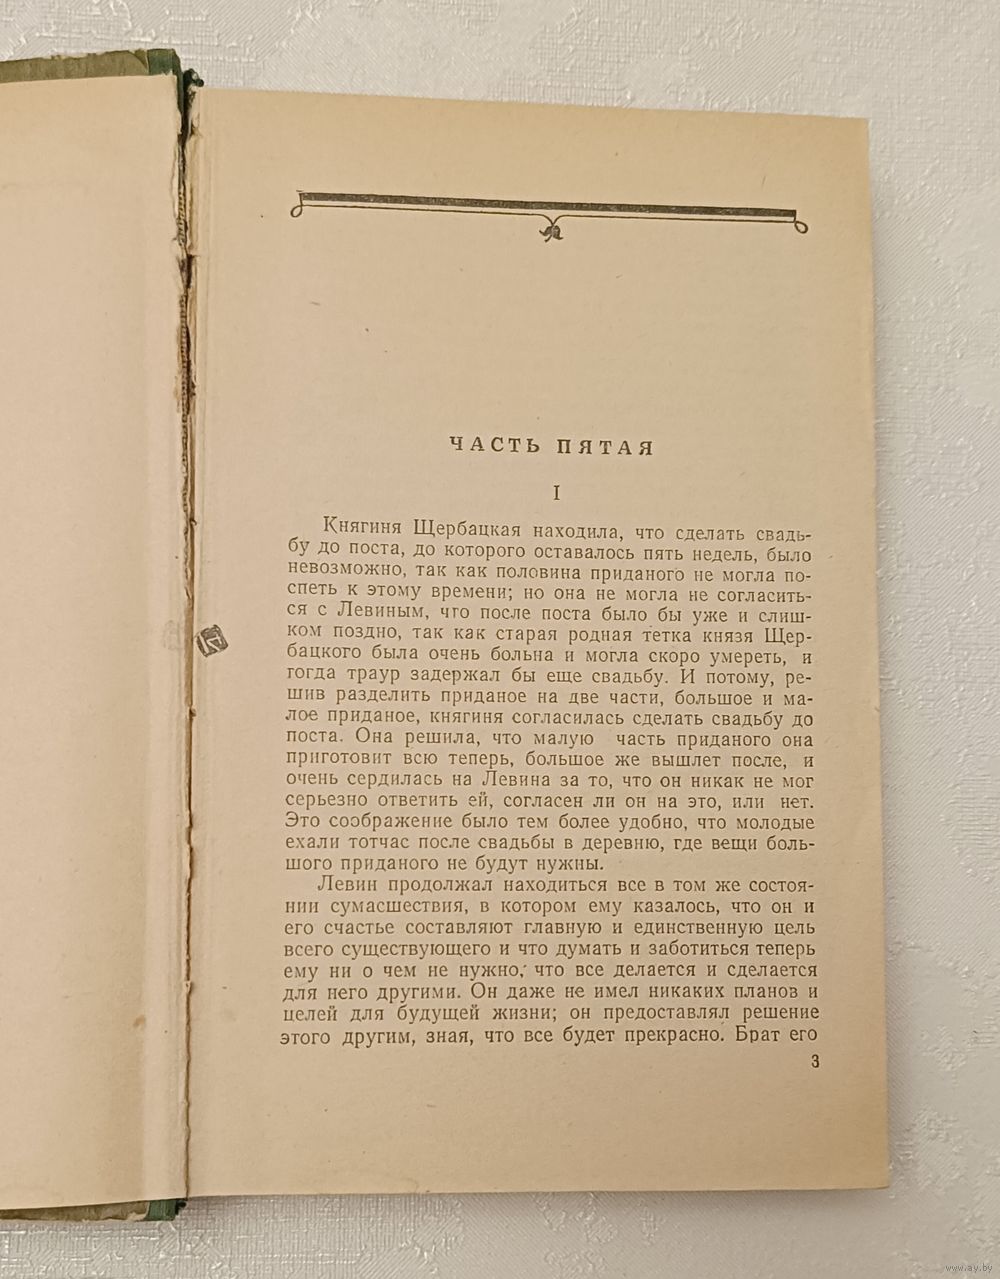 ЧАСТЬ ПЯТАЯ
I
Княгиня Щербацкая находила, что сделать свадь-
бу до поста, до которого оставалось пять недель, было
невозможно, так как половина приданого не могла по-
спеть к этому времени; но она не могла не согласить-
ся с Левиным, что после поста было бы уже и слиш-
ком поздно, так как старая родная тетка князя Щер-
бацкого была очень больна и могла скоро умереть, и
тогда траур задержал бы еще свадьбу. И потому, ре-
шив разделить приданое на две части, большое и ма-
лое приданое, княгиня согласилась сделать свадьбу до
поста. Она решила, что малую часть приданого она
приготовит всю теперь, большое же вышлет после, и
очень сердилась на Левина за то, что он никак не мог
серьезно ответить ей, согласен ли он на это, или нет.
Это соображение было тем более удобно, что молодые
ехали тотчас после свадьбы в деревню, где вещи боль-
шого приданого не будут нужны.
Левин продолжал находиться все в том же состоя-
нии сумасшествия, в котором ему казалось, что он и
его счастье составляют главную и единственную цель
всего существующего и что думать и заботиться теперь
ему ни о чем не нужно, что все делается и сделается
для него другими. Он даже не имел никаких планов и
целей для будущей жизни; он предоставлял решение
этого другим, зная, что все будет прекрасно. Брат его
3
www.ay.by